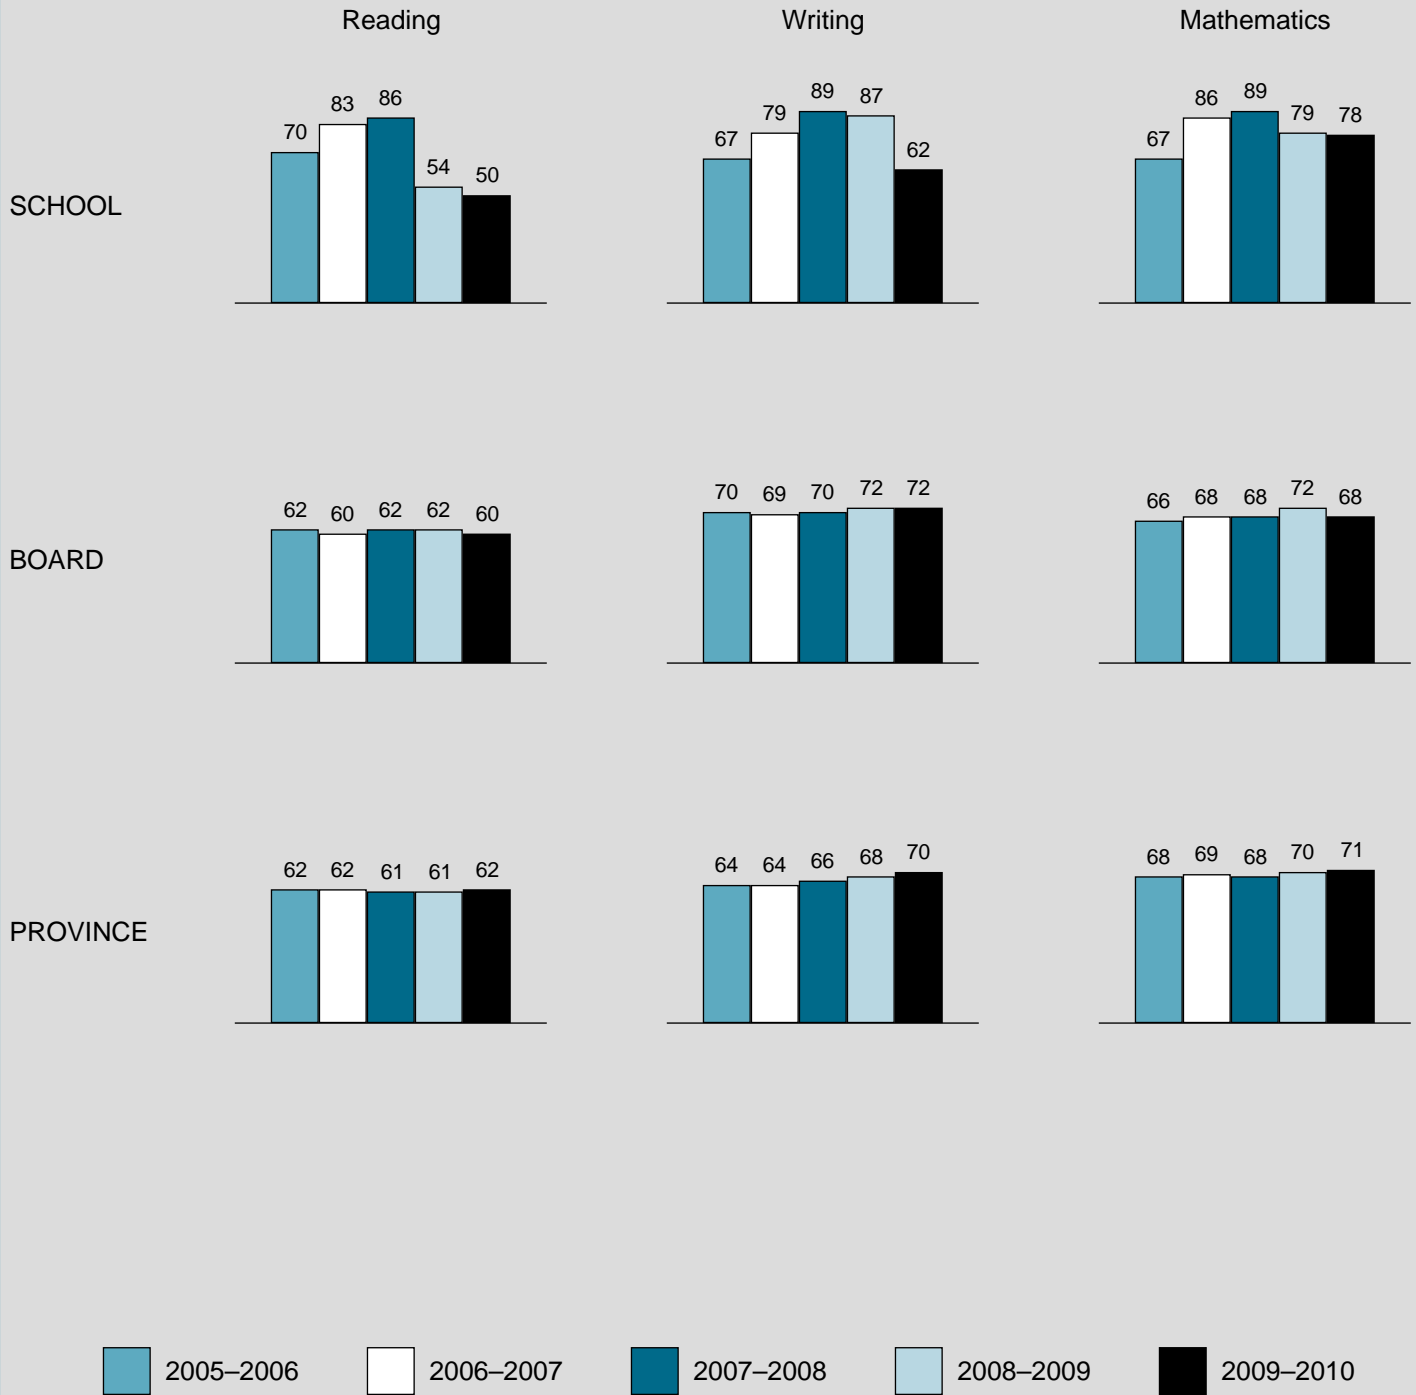 Reading Writing Mathematics
SCHOOL
70 83 86 54 50
67 79 89 87 62
67 86 89 79 78
BOARD
62 60 62 62 60
70 69 70 72 72
66 68 68 72 68
PROVINCE
62 62 61 61 62
64 64 66 68 70
68 69 68 70 71
2005–2006 2006–2007 2007–2008 2008–2009 2009–2010